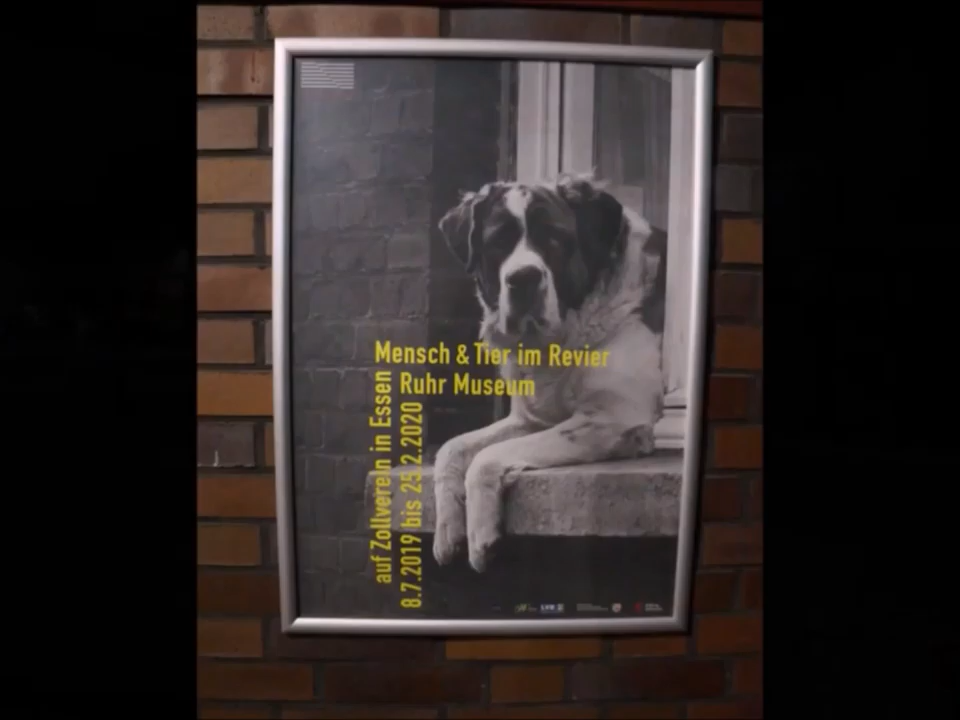 Mensch & Tier im Revier
Ruhr Museum
auf Zollverein in Essen
8.7.2019 bis 25.2.2020